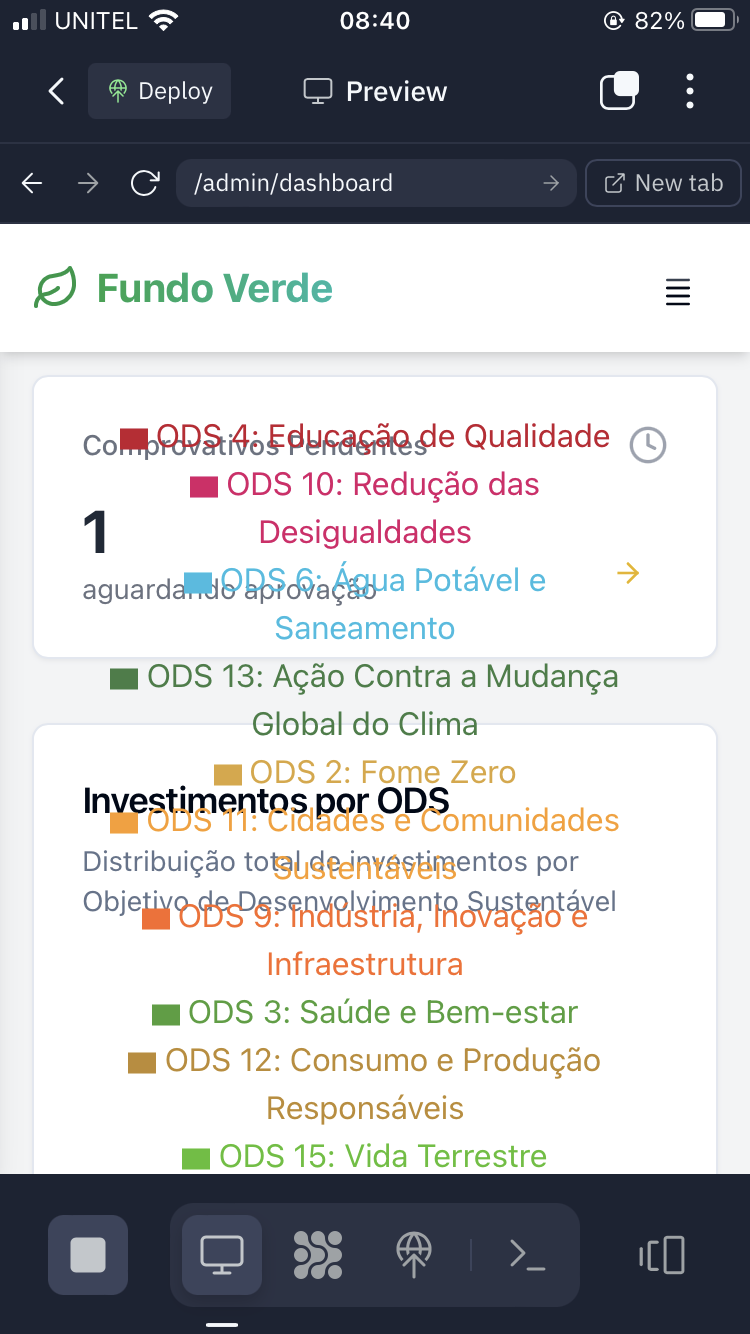 UNITEL 08:40 82%
Deploy Preview
/admin/dashboard New tab
Fundo Verde
ODS 4: Educação de Qualidade
Comprovativos Pendentes
ODS 10: Redução das
Desigualdades
1
ODS 6: Água Potável e
aguardando aprovação
Saneamento
ODS 13: Ação Contra a Mudança
Global do Clima
ODS 2: Fome Zero
Investimentos por ODS
ODS 11: Cidades e Comunidades
Sustentáveis
Distribuição total de investimentos por
Objetivo de Desenvolvimento Sustentável
ODS 9: Indústria, Inovação e
Infraestrutura
ODS 3: Saúde e Bem-estar
ODS 12: Consumo e Produção
Responsáveis
ODS 15: Vida Terrestre